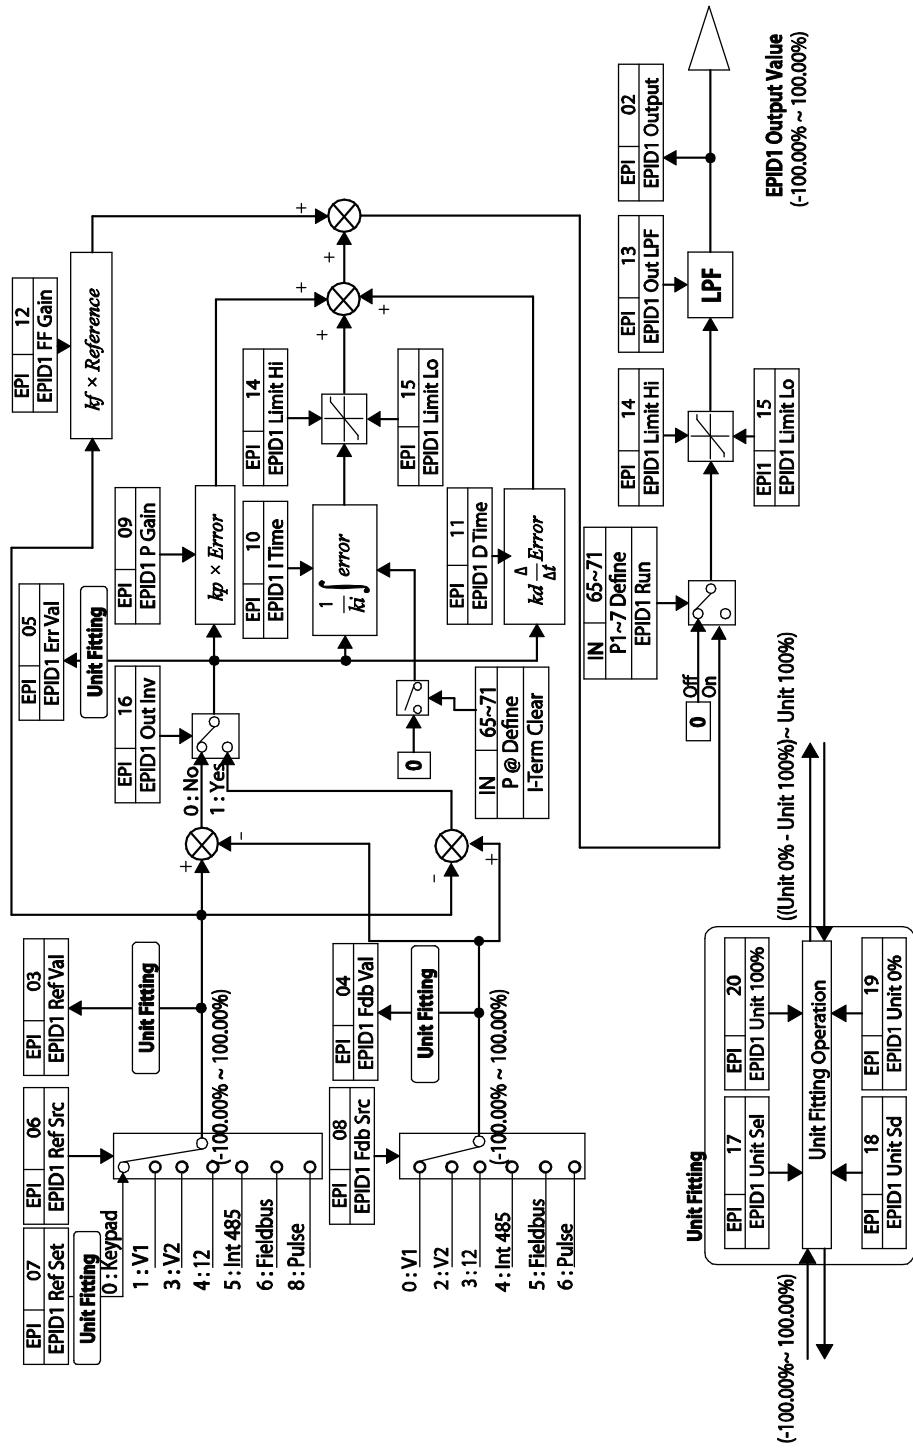 EPI 07
EPID1 Ref Set
Unit Fitting
EPI 06
EPID1 Ref Src
EPI 03
EPID1 Ref Val
Unit Fitting
0 : Keypad
1 : V1
3 : V2
4 : 12
5 : Int 485
6 : Fieldbus
8 : Pulse
(-100.00% ~ 100.00%)
EPI 08
EPID1 Fdb Src
EPI 04
EPID1 Fdb Val
Unit Fitting
0 : V1
2 : V2
3 : 12
4 : Int 485
5 : Fieldbus
6 : Pulse
(-100.00% ~ 100.00%)
+
-
-
+
0 : No
1 : Yes
EPI 16
EPID1 Out Inv
EPI 05
EPID1 Err Val
Unit Fitting
EPI 12
EPID1 FF Gain
kf × Reference
EPI 09
EPID1 P Gain
kp × Error
EPI 10
EPID1 I Time
1/ki ∫ error
EPI 11
EPID1 D Time
kd Δ/Δt Error
0
IN 65~71
P @ Define
I-Term Clear
EPI 14
EPID1 Limit Hi
EPI 15
EPID1 Limit Lo
+
+
+
+
+
0
Off
On
IN 65~71
P1~7 Define
EPID1 Run
EPI 14
EPID1 Limit Hi
EPI1 15
EPID1 Limit Lo
EPI 13
EPID1 Out LPF
LPF
EPI 02
EPID1 Output
EPID1 Output Value
(-100.00% ~ 100.00%)
Unit Fitting
EPI 17
EPID1 Unit Sel
EPI 20
EPID1 Unit 100%
Unit Fitting Operation
EPI 18
EPID1 Unit Sd
EPI 19
EPID1 Unit 0%
(-100.00%~ 100.00%)
((Unit 0% - Unit 100%)~ Unit 100%)